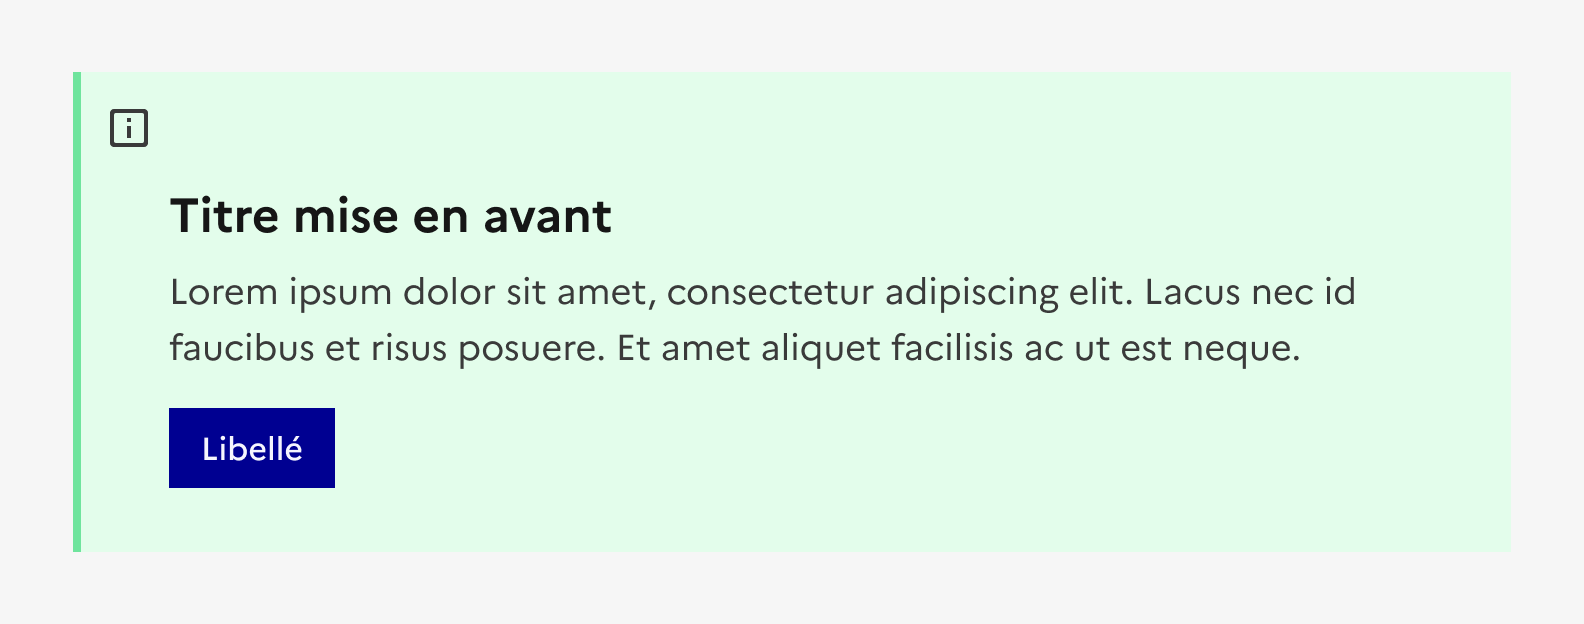 Titre mise en avant
Lorem ipsum dolor sit amet, consectetur adipiscing elit. Lacus nec id
faucibus et risus posuere. Et amet aliquet facilisis ac ut est neque.
Libellé